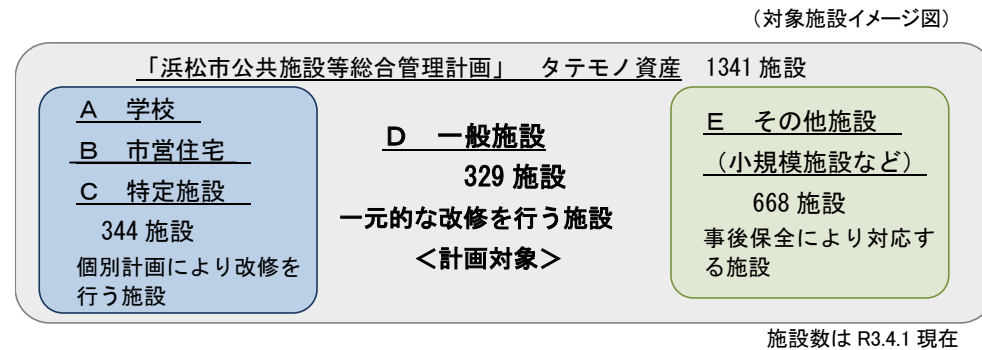 （対象施設イメージ図）
「浜松市公共施設等総合管理計画」　タテモノ資産　1341 施設
Ａ　学校
Ｂ　市営住宅
Ｃ　特定施設
344 施設
個別計画により改修を
行う施設
Ｄ　一般施設
329 施設
一元的な改修を行う施設
＜計画対象＞
Ｅ　その他施設
（小規模施設など）
668 施設
事後保全により対応す
る施設
施設数は R3.4.1 現在